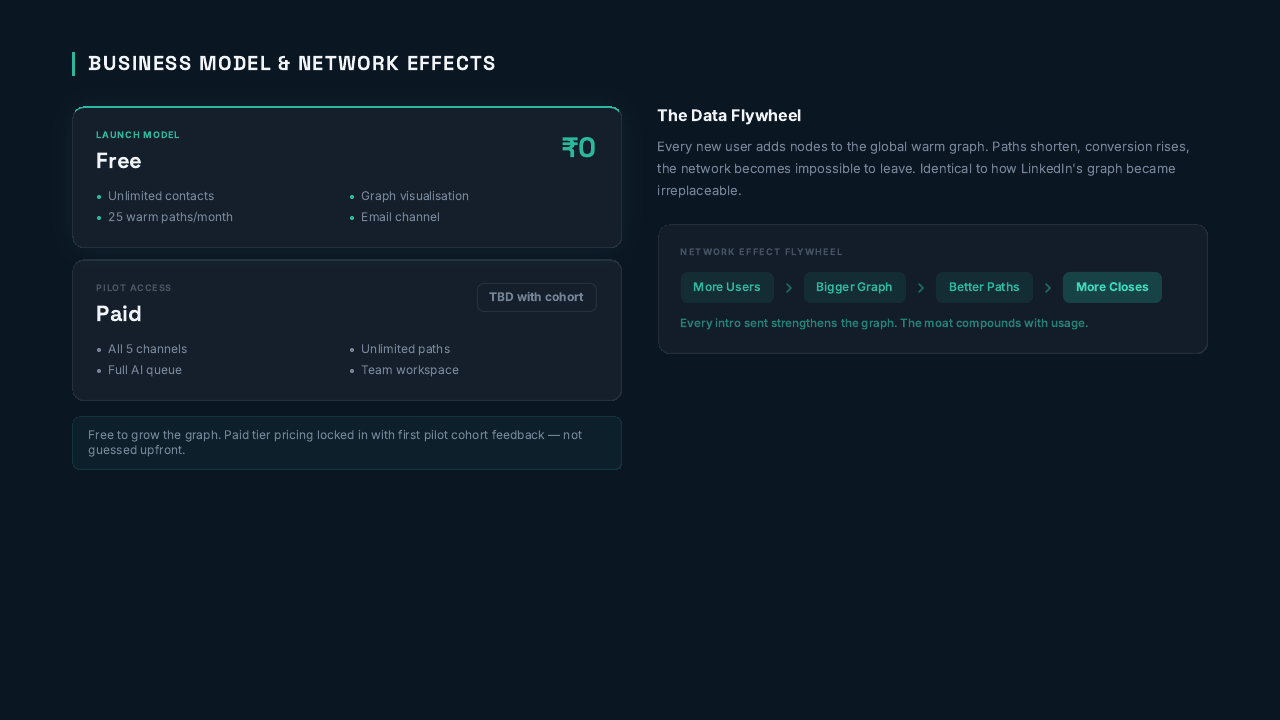 BUSINESS MODEL & NETWORK EFFECTS
LAUNCH MODEL
Free
₹0
• Unlimited contacts
• Graph visualisation
• 25 warm paths/month
• Email channel
PILOT ACCESS
Paid
TBD with cohort
• All 5 channels
• Unlimited paths
• Full AI queue
• Team workspace
Free to grow the graph. Paid tier pricing locked in with first pilot cohort feedback — not
guessed upfront.
The Data Flywheel
Every new user adds nodes to the global warm graph. Paths shorten, conversion rises,
the network becomes impossible to leave. Identical to how LinkedIn's graph became
irreplaceable.
NETWORK EFFECT FLYWHEEL
More Users › Bigger Graph › Better Paths › More Closes
Every intro sent strengthens the graph. The moat compounds with usage.